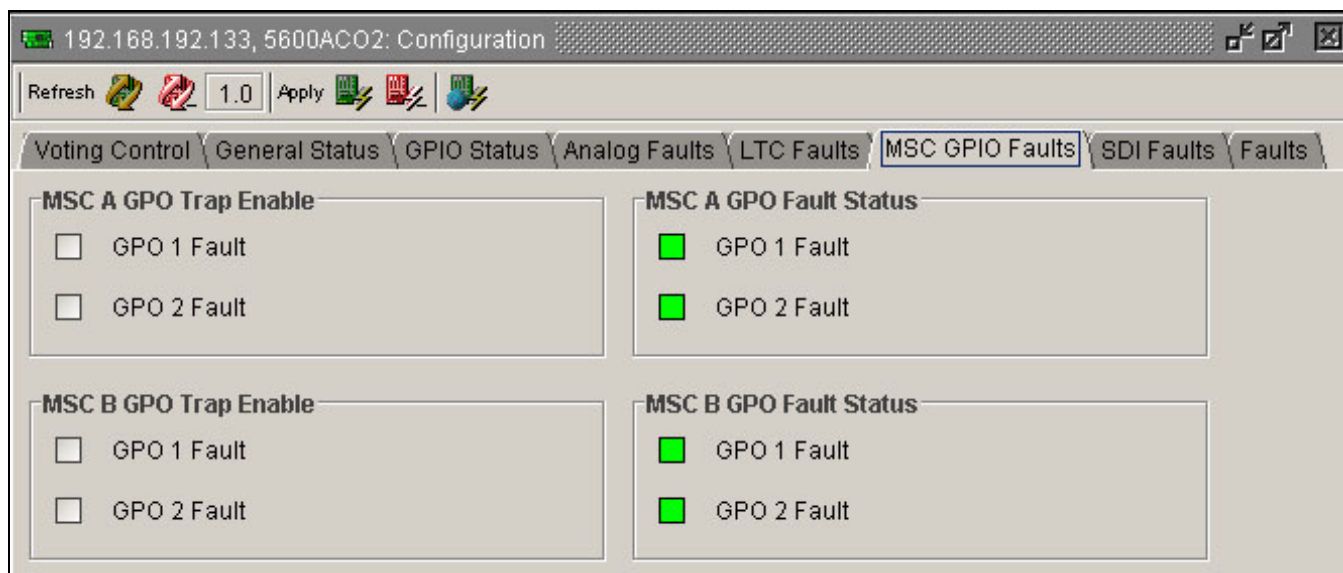 192.168.192.133, 5600ACO2: Configuration
Refresh 1.0 Apply
Voting Control General Status GPIO Status Analog Faults LTC Faults MSC GPIO Faults SDI Faults Faults
MSC A GPO Trap Enable
GPO 1 Fault
GPO 2 Fault
MSC A GPO Fault Status
GPO 1 Fault
GPO 2 Fault
MSC B GPO Trap Enable
GPO 1 Fault
GPO 2 Fault
MSC B GPO Fault Status
GPO 1 Fault
GPO 2 Fault